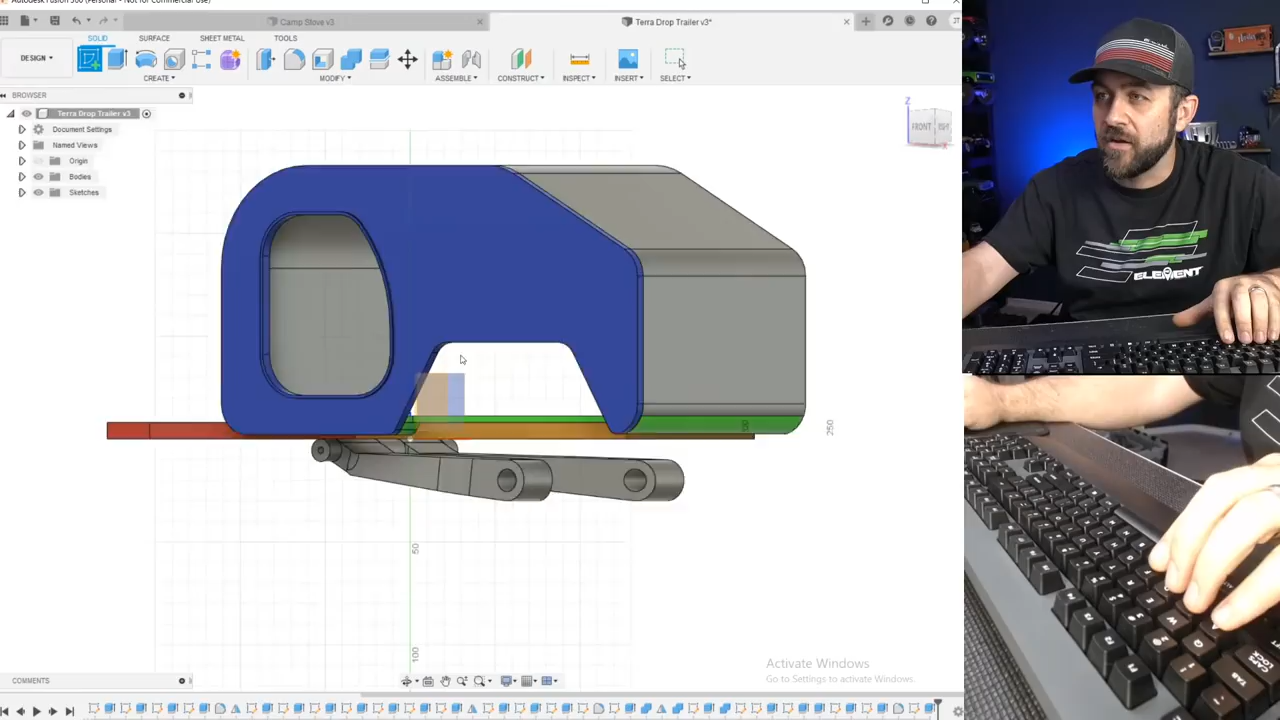 Autodesk Fusion 360 (Personal - Not for Commercial Use)
Camp Stove v3
Terra Drop Trailer v3*
SOLID
SURFACE
SHEET METAL
TOOLS
DESIGN
CREATE
MODIFY
ASSEMBLE
CONSTRUCT
INSPECT
INSERT
SELECT
BROWSER
Terra Drop Trailer v3
Document Settings
Named Views
Origin
Bodies
Sketches
Z
FRONT
X
250
50
100
Activate Windows
Go to Settings to activate Windows.
COMMENTS
ELEMENT